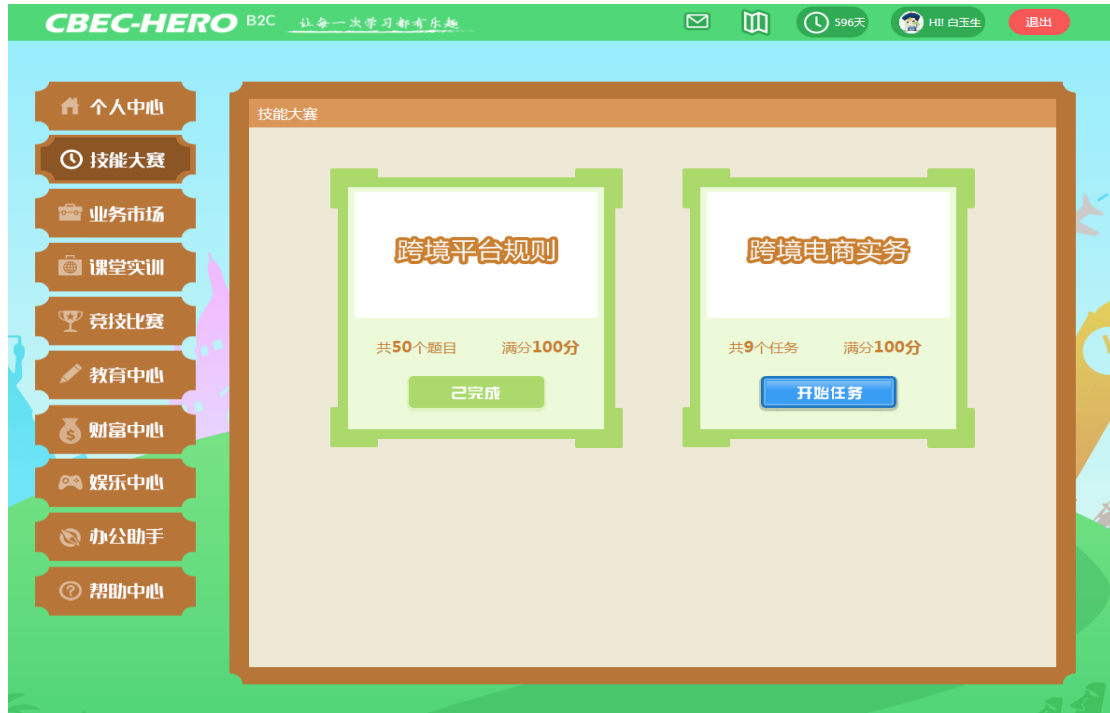 CBEC-HERO B2C 让每一次学习都有乐趣
596天
HI! 白玉生
退出
个人中心
技能大赛
业务市场
课堂实训
竞技比赛
教育中心
财富中心
娱乐中心
办公助手
帮助中心
技能大赛
跨境平台规则
共50个题目 满分100分
已完成
跨境电商实务
共9个任务 满分100分
开始任务